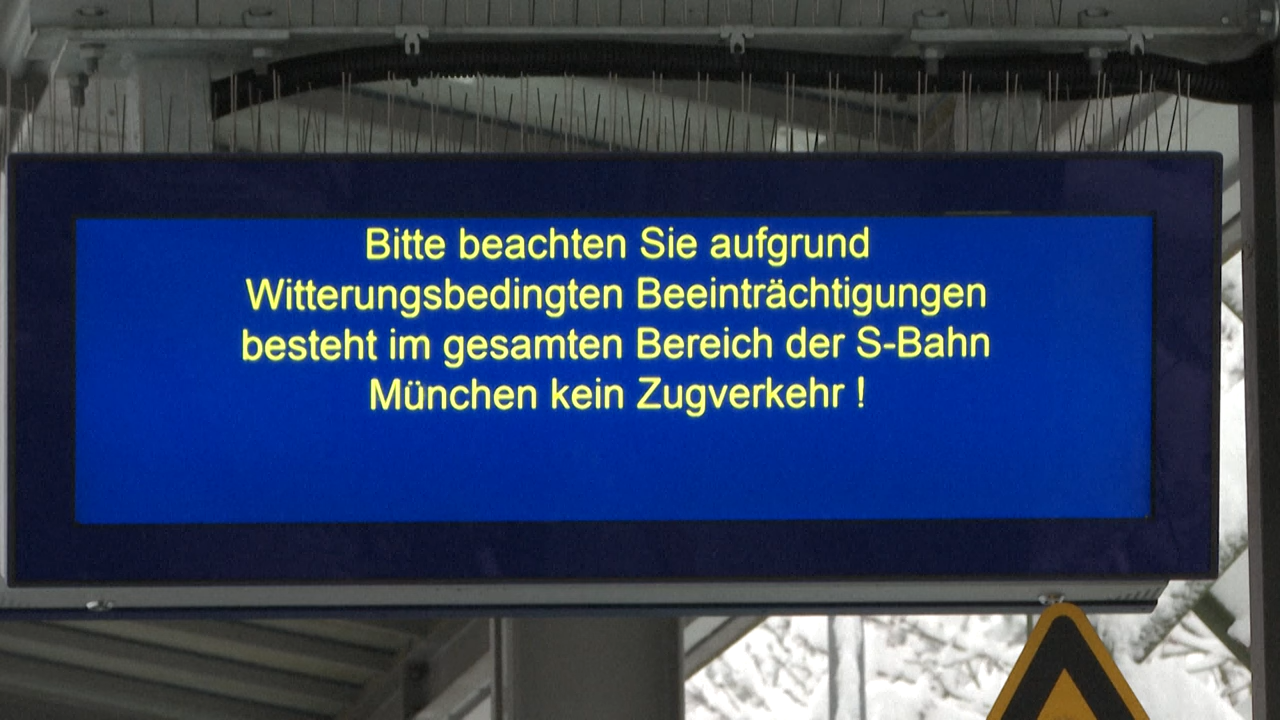 Bitte beachten Sie aufgrund
Witterungsbedingten Beeinträchtigungen
besteht im gesamten Bereich der S-Bahn
München kein Zugverkehr !